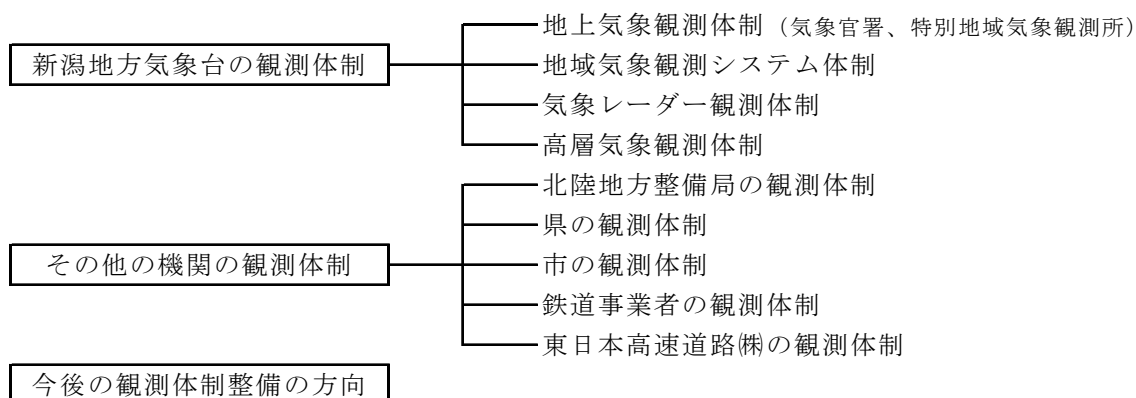 地上気象観測体制（気象官署、特別地域気象観測所）
新潟地方気象台の観測体制
地域気象観測システム体制
気象レーダー観測体制
高層気象観測体制
北陸地方整備局の観測体制
県の観測体制
その他の機関の観測体制
市の観測体制
鉄道事業者の観測体制
東日本高速道路㈱の観測体制
今後の観測体制整備の方向